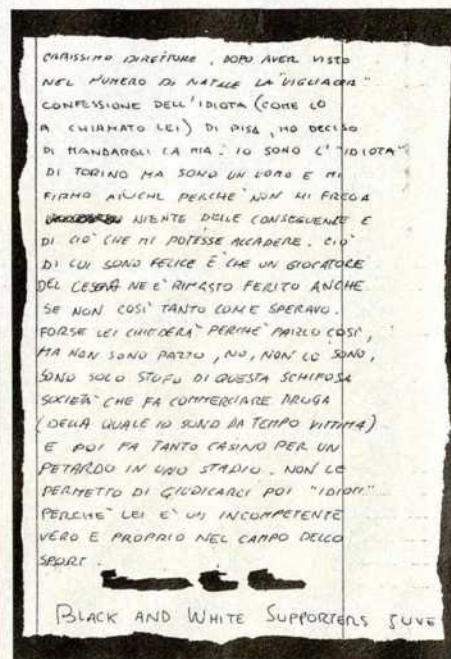 CARISSIMO DIRETTORE, DOPO AVER VISTO
NEL NUMERO DI NATALE LA "VIGLIACCA"
CONFESSIONE DELL'IDIOTA (COME LO
A CHIAMATO LEI) DI PISA, HO DECISO
DI MANDARGLI LA MIA. IO SONO L'"IDIOTA"
DI TORINO MA SONO UN UOMO E MI
FIRMO ANCHE PERCHE' NON MI FREGA
NIENTE DELLE CONSEGUENZE E
DI CIO' CHE MI POTESSE ACCADERE. CIO'
DI CUI SONO FELICE È CHE UN GIOCATORE
DEL CESENA NE E' RIMASTO FERITO ANCHE
SE NON COSI' TANTO COME SPERAVO.
FORSE LEI CHIEDERA' PERCHE' PARLO COSI',
MA NON SONO PAZZO, NO, NON LO SONO,
SONO SOLO STUFO DI QUESTA SCHIFOSA
SOCIETA' CHE FA COMMERCIARE DROGA
(DELLA QUALE IO SONO DA TEMPO VITTIMA)
E POI FA TANTO CASINO PER UN
PETARDO IN UNO STADIO. NON LE
PERMETTO DI GIUDICARCI POI "IDIOTI"
PERCHE' LEI E' UN INCOMPETENTE
VERO E PROPRIO NEL CAMPO DELLO
SPORT.
BLACK AND WHITE SUPPORTERS JUVE